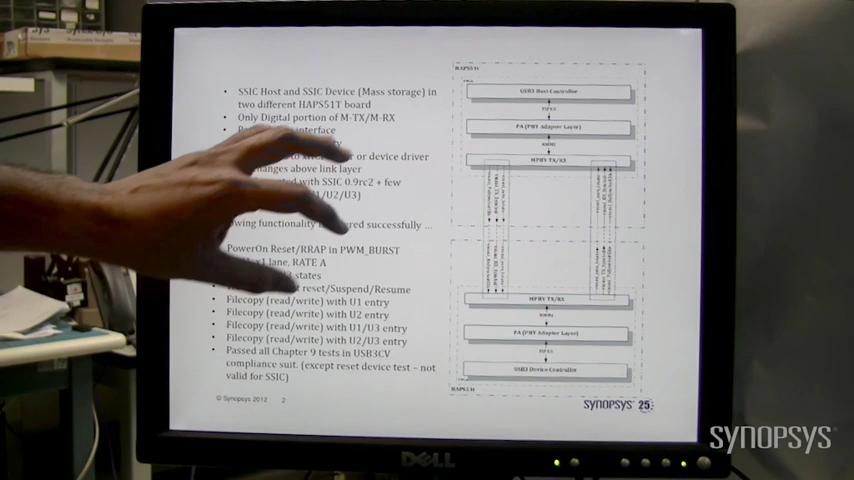 • SSIC Host and SSIC Device (Mass storage) in
two different HAPS51T board
• Only Digital portion of M-TX/M-RX
interface
or device driver
changes above link layer
with SSIC 0.9rc2 + few
U1/U2/U3)
owing functionality successfully …
PowerOn Reset/RRAP in PWM_BURST
x1 lane, RATE A
states
• reset/Suspend/Resume
• Filecopy (read/write) with U1 entry
• Filecopy (read/write) with U2 entry
• Filecopy (read/write) with U1/U3 entry
• Filecopy (read/write) with U2/U3 entry
• Passed all Chapter 9 tests in USB3CV
compliance suit. (except reset device test – not
valid for SSIC)
© Synopsys 2012 2
HAPS51T
USB3 Host Controller
PIPE3
PA (PHY Adapter Layer)
RMMI
MPHY TX/RX
MPHY TX/RX
RMMI
PA (PHY Adapter Layer)
PIPE3
USB3 Device Controller
HAPS51T
SYNOPSYS 25
DELL
SYNOPSYS